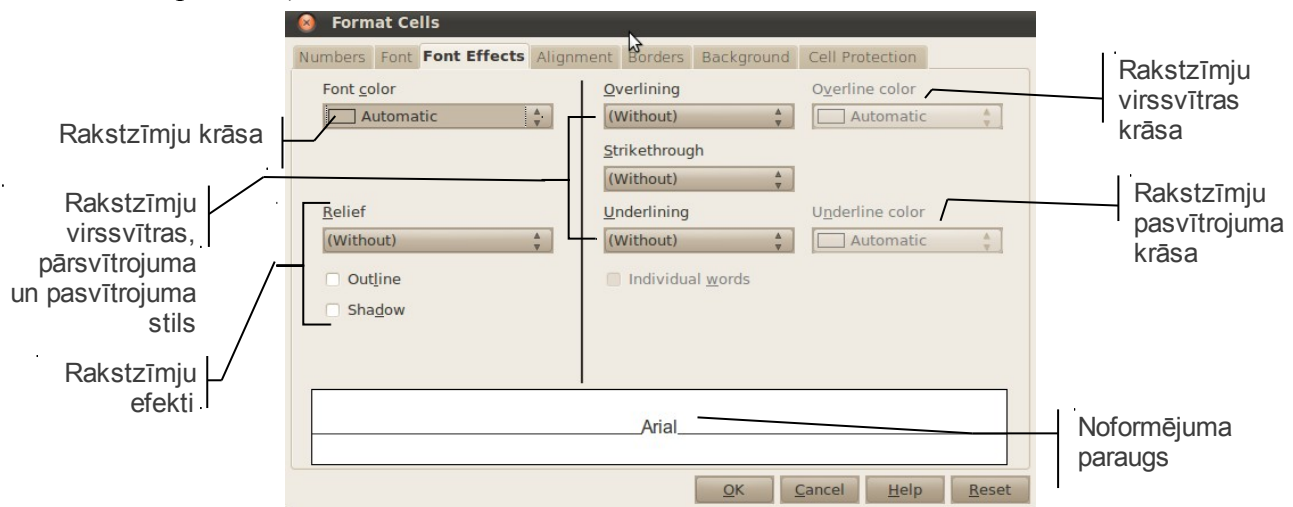 Format Cells
Numbers Font Font Effects Alignment Borders Background Cell Protection
Font color
Automatic
Overlining
(Without)
Overline color
Automatic
Strikethrough
(Without)
Relief
(Without)
Underlining
(Without)
Underline color
Automatic
Outline
Individual words
Shadow
Arial
OK Cancel Help Reset
Rakstzīmju krāsa
Rakstzīmju
virssvītras,
pārsvītrojuma
un pasvītrojuma
stils
Rakstzīmju
efekti
Rakstzīmju
virssvītras
krāsa
Rakstzīmju
pasvītrojuma
krāsa
Noformējuma
paraugs